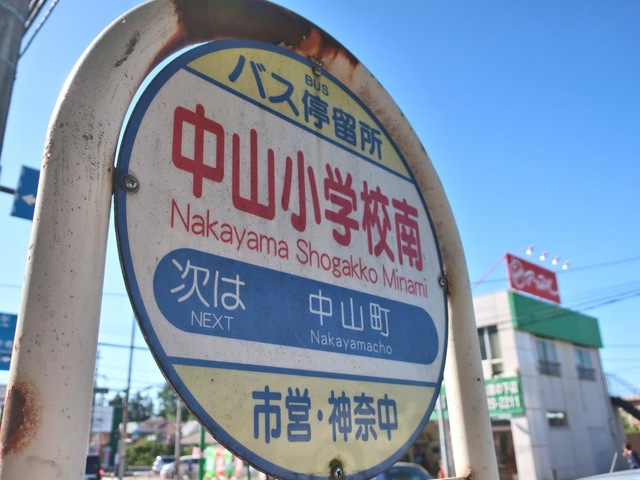 BUS
バス停留所
中山小学校南
Nakayama Shogakko Minami
次は
NEXT
中山町
Nakayamacho
市営・神奈中